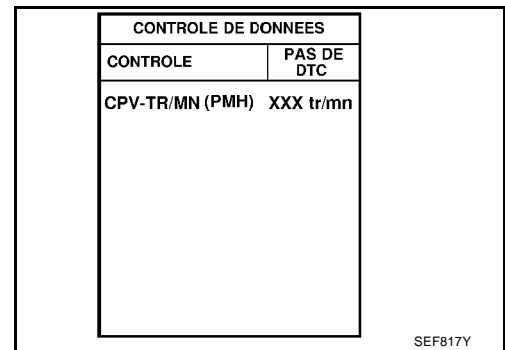 CONTROLE DE DONNEES
CONTROLE
PAS DE
DTC
CPV-TR/MN (PMH) XXX tr/mn
SEF817Y